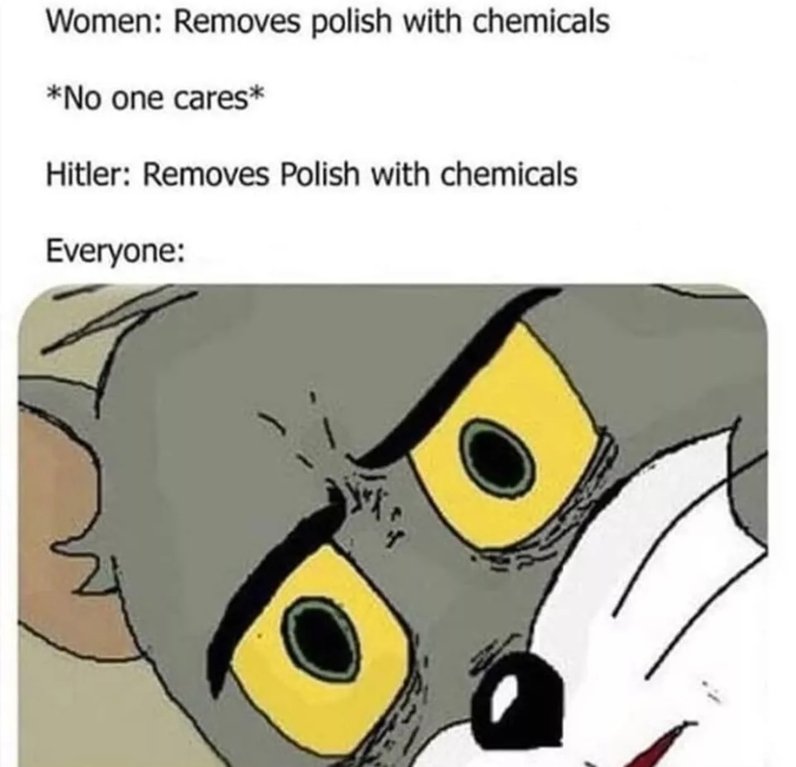 Women: Removes polish with chemicals
*No one cares*
Hitler: Removes Polish with chemicals
Everyone: